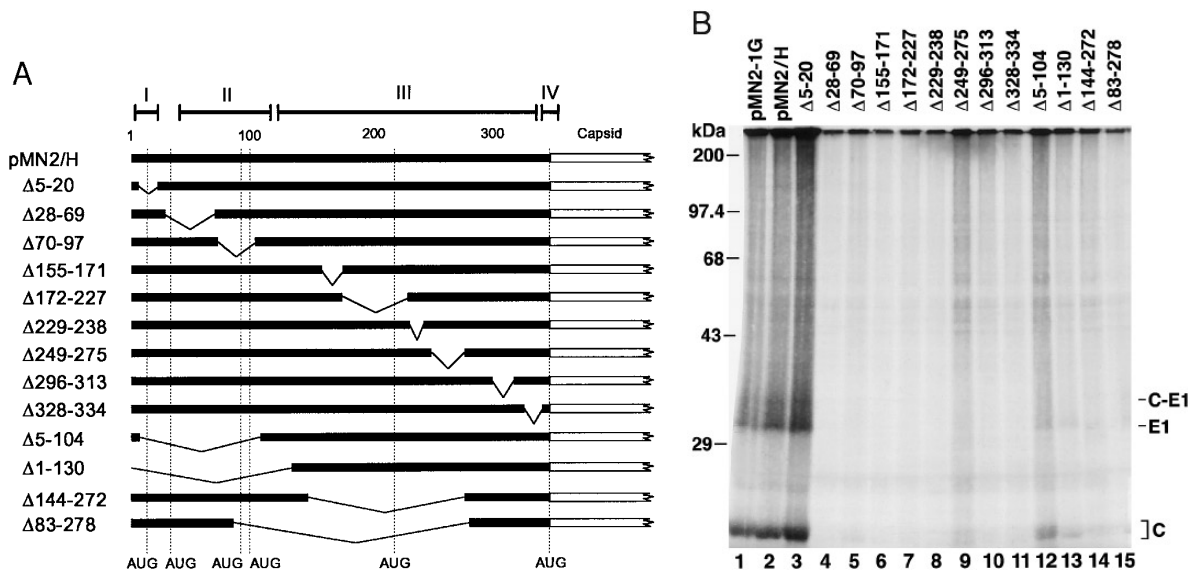 A
I II III IV
1 100 200 300 Capsid
pMN2/H
Δ5-20
Δ28-69
Δ70-97
Δ155-171
Δ172-227
Δ229-238
Δ249-275
Δ296-313
Δ328-334
Δ5-104
Δ1-130
Δ144-272
Δ83-278
AUG AUG AUG AUG AUG AUG
B
pMN2-1G
pMN2/H
Δ5-20
Δ28-69
Δ70-97
Δ155-171
Δ172-227
Δ229-238
Δ249-275
Δ296-313
Δ328-334
Δ5-104
Δ1-130
Δ144-272
Δ83-278
kDa
200
97.4
68
43
29
C-E1
E1
C
1 2 3 4 5 6 7 8 9 10 11 12 13 14 15